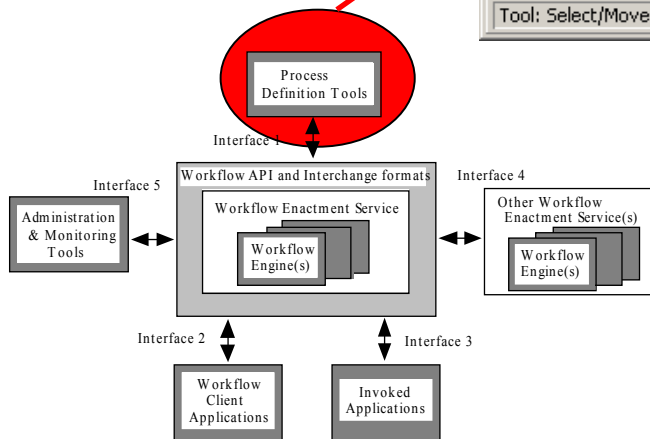 Tool: Select/Move
Process
Definition Tools
Interface 1
Workflow API and Interchange formats
Interface 5
Interface 4
Workflow Enactment Service
Workflow
Engine(s)
Administration
& Monitoring
Tools
Other Workflow
Enactment Service(s)
Workflow
Engine(s)
Interface 2
Interface 3
Workflow
Client
Applications
Invoked
Applications